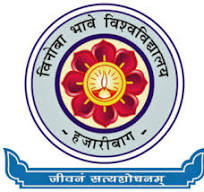 विनोबा भावे विश्वविद्यालय
- हजारीबाग -
जीवनं सत्यशोधनम्